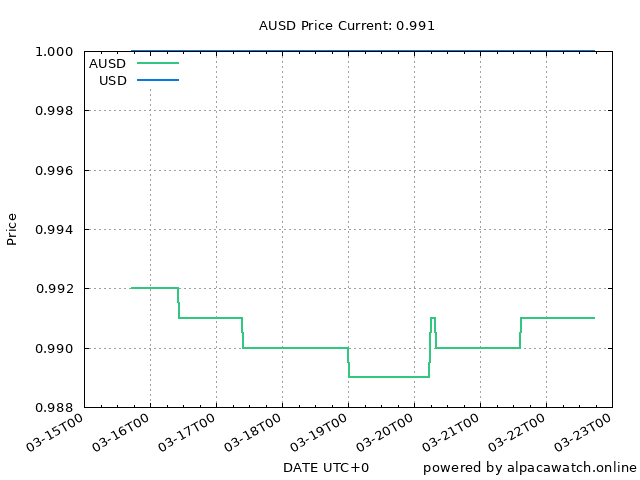 AUSD Price Current: 0.991
1.000
AUSD
USD
0.998
0.996
0.994
Price
0.992
0.990
0.988
03-15T00 03-16T00 03-17T00 03-18T00 03-19T00 03-20T00 03-21T00 03-22T00 03-23T00
DATE UTC+0 powered by alpacawatch.online